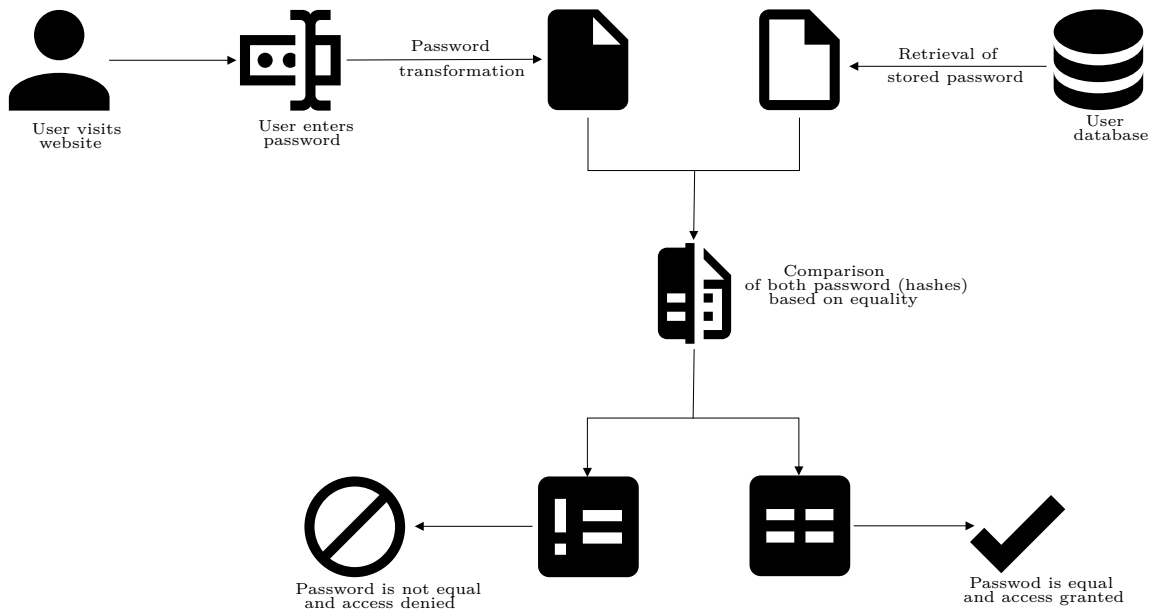 User visits
website
User enters
password
Password
transformation
Retrieval of
stored password
User
database
Comparison
of both password (hashes)
based on equality
Password is not equal
and access denied
Passwod is equal
and access granted